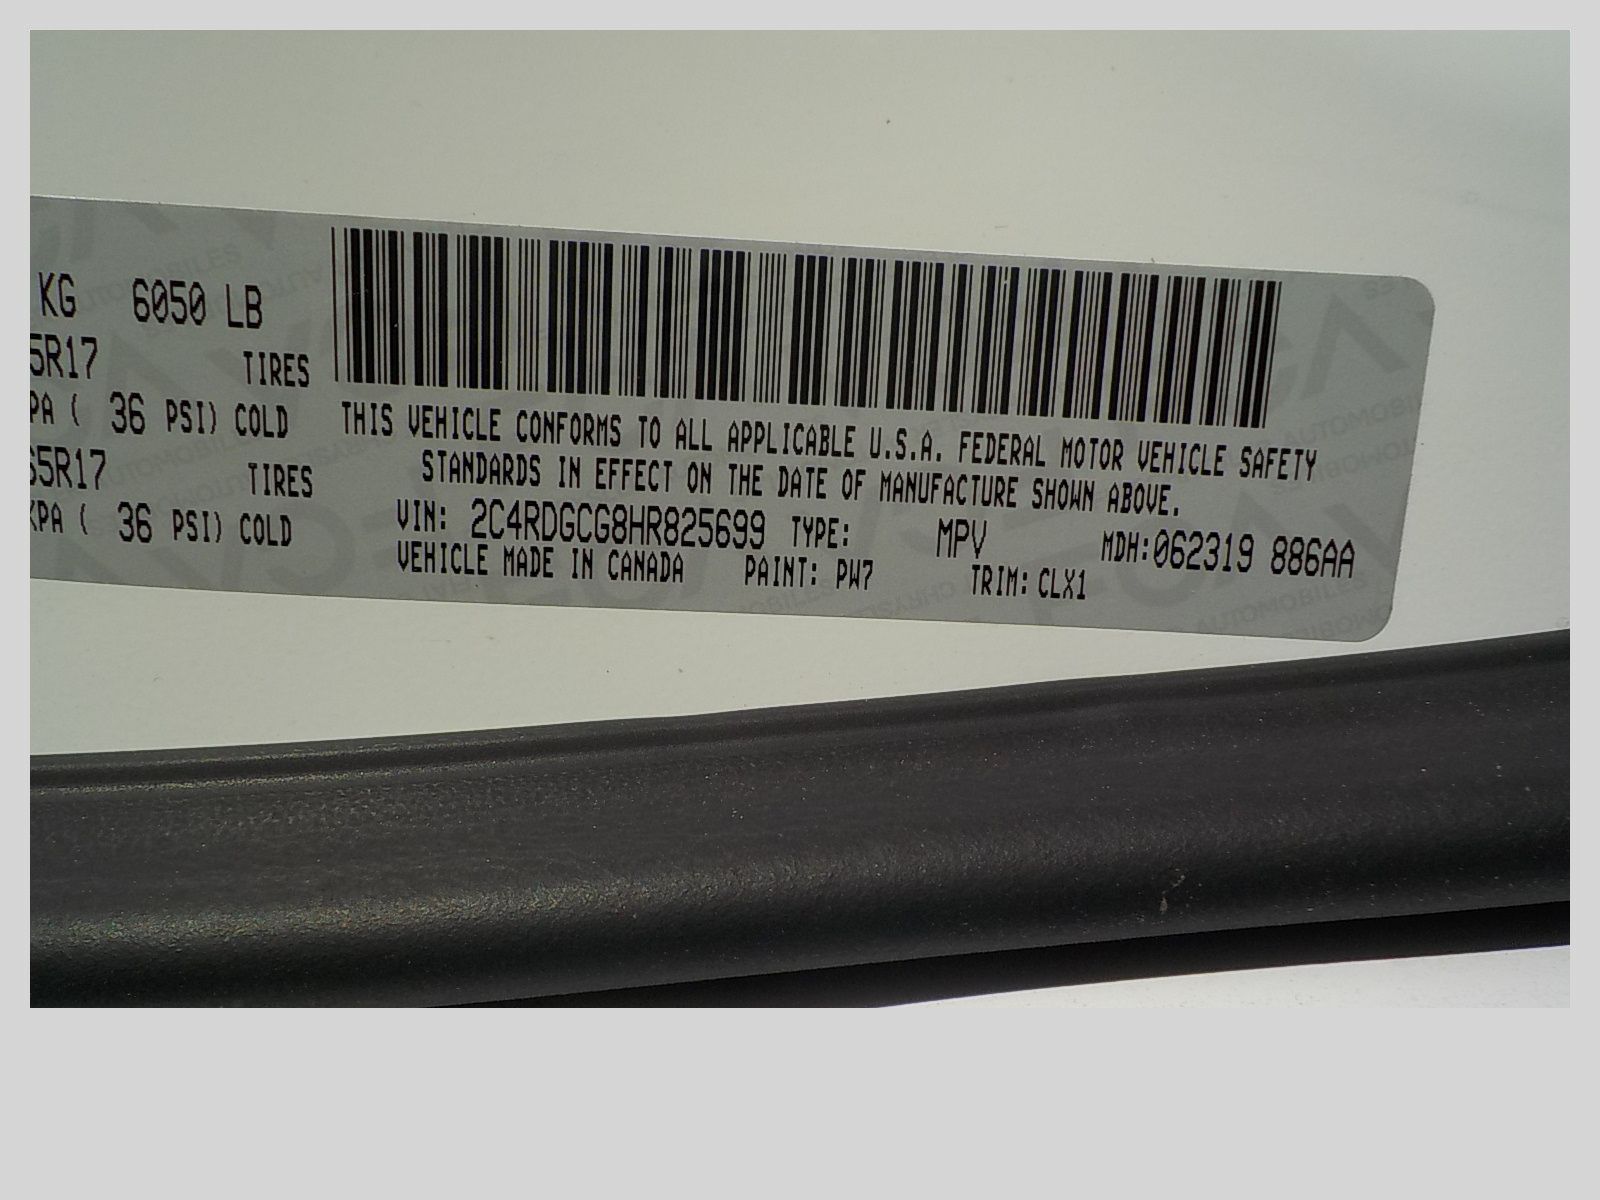 KG 6050 LB
5R17 TIRES
PA ( 36 PSI) COLD
65R17 TIRES
KPA ( 36 PSI) COLD
THIS VEHICLE CONFORMS TO ALL APPLICABLE U.S.A. FEDERAL MOTOR VEHICLE SAFETY
STANDARDS IN EFFECT ON THE DATE OF MANUFACTURE SHOWN ABOVE.
VIN: 2C4RDGCG8HR825699 TYPE: MPV MDH:062319 886AA
VEHICLE MADE IN CANADA PAINT: PW7 TRIM: CLX1